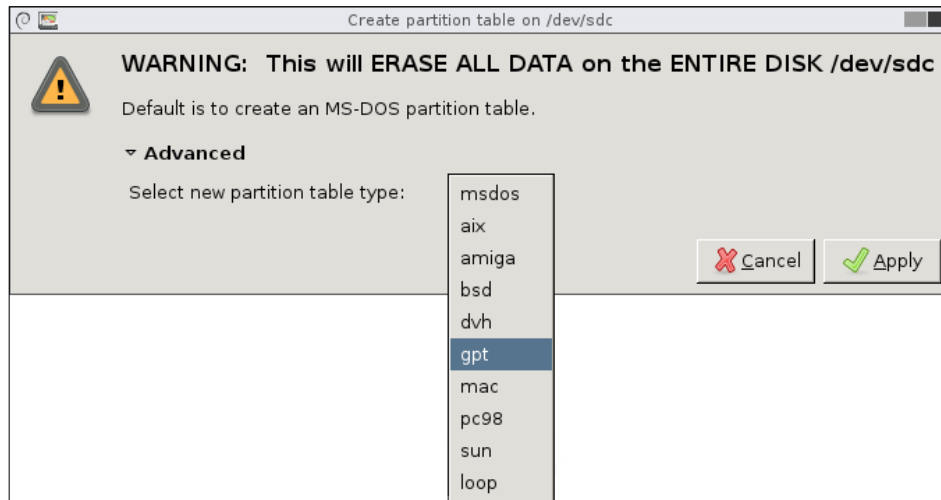 Create partition table on /dev/sdc
WARNING: This will ERASE ALL DATA on the ENTIRE DISK /dev/sdc
Default is to create an MS-DOS partition table.
Advanced
Select new partition table type:
msdos
aix
amiga
bsd
dvh
gpt
mac
pc98
sun
loop
Cancel
Apply